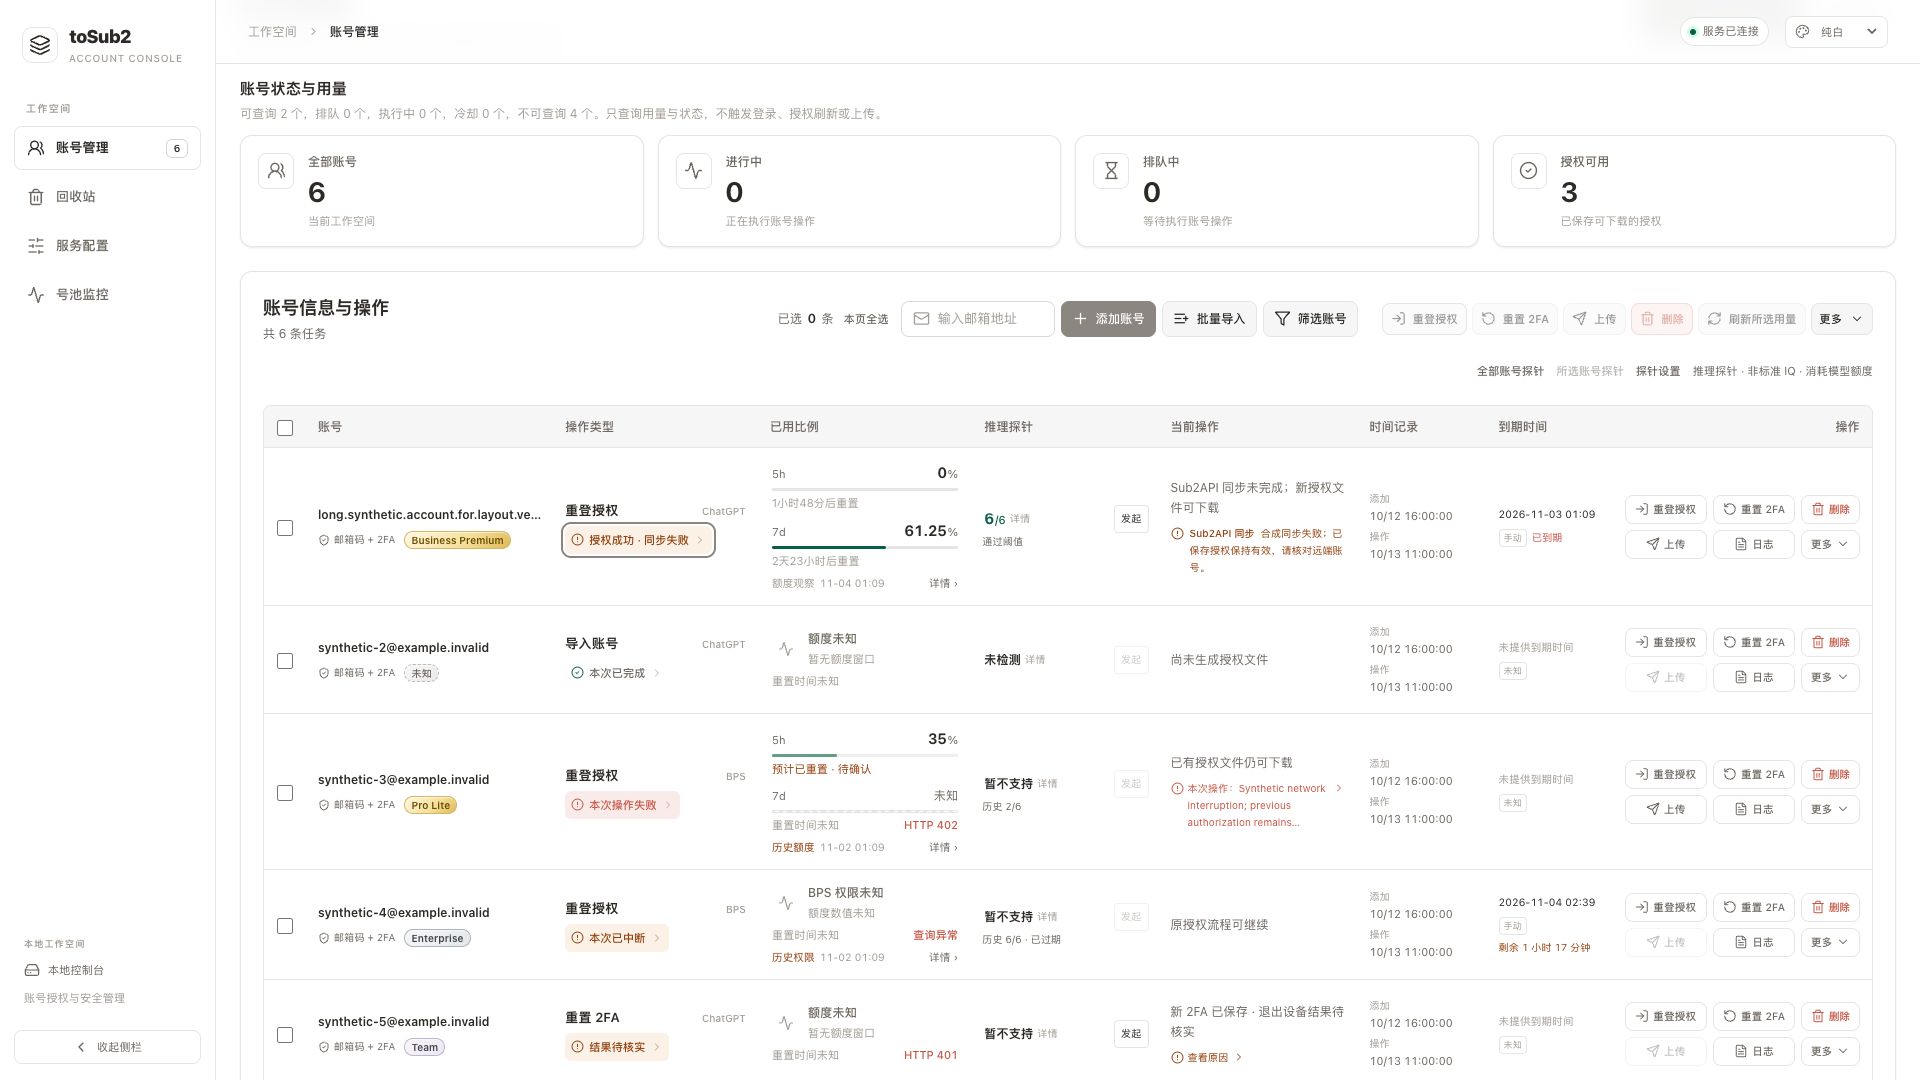 toSub2
ACCOUNT CONSOLE
工作空间
账号管理 6
回收站
服务配置
号池监控
本地工作空间
本地控制台
账号授权与安全管理
收起侧栏
工作空间 > 账号管理
服务已连接 纯白
账号状态与用量
可查询 2 个，排队 0 个，执行中 0 个，冷却 0 个，不可查询 4 个。只查询用量与状态，不触发登录、授权刷新或上传。
全部账号
6
当前工作空间
进行中
0
正在执行账号操作
排队中
0
等待执行账号操作
授权可用
3
已保存可下载的授权
账号信息与操作
共 6 条任务
已选 0 条 本页全选 输入邮箱地址 添加账号 批量导入 筛选账号 重登授权 重置 2FA 上传 删除 刷新所选用量 更多
全部账号探针 所选账号探针 探针设置 推理探针 · 非标准 IQ · 消耗模型额度
账号 操作类型 已用比例 推理探针 当前操作 时间记录 到期时间 操作
long.synthetic.account.for.layout.ve...
邮箱码 + 2FA Business Premium
重登授权 ChatGPT
授权成功 · 同步失败 >
5h 0%
1小时48分后重置
7d 61.25%
2天23小时后重置
额度观察 11-04 01:09 详情 ›
6/6 详情
通过阈值
发起
Sub2API 同步未完成；新授权文
件可下载
Sub2API 同步 合成同步失败；已
保存授权保持有效，请核对远端账
号。
添加
10/12 16:00:00
操作
10/13 11:00:00
2026-11-03 01:09
手动 已到期
重登授权 重置 2FA 删除
上传 日志 更多
synthetic-2@example.invalid
邮箱码 + 2FA 未知
导入账号 ChatGPT
本次已完成 >
额度未知
暂无额度窗口
重置时间未知
未检测 详情
发起
尚未生成授权文件
添加
10/12 16:00:00
操作
10/13 11:00:00
未提供到期时间
未知
重登授权 重置 2FA 删除
上传 日志 更多
synthetic-3@example.invalid
邮箱码 + 2FA Pro Lite
重登授权 BPS
本次操作失败 >
5h 35%
预计已重置 · 待确认
7d 未知
重置时间未知 HTTP 402
历史额度 11-02 01:09 详情 ›
暂不支持 详情
历史 2/6
发起
已有授权文件仍可下载
本次操作： Synthetic network >
interruption; previous
authorization remains...
添加
10/12 16:00:00
操作
10/13 11:00:00
未提供到期时间
未知
重登授权 重置 2FA 删除
上传 日志 更多
synthetic-4@example.invalid
邮箱码 + 2FA Enterprise
重登授权 BPS
本次已中断 >
BPS 权限未知
额度数值未知
重置时间未知 查询异常
历史权限 11-02 01:09 详情 ›
暂不支持 详情
历史 6/6 · 已过期
发起
原授权流程可继续
添加
10/12 16:00:00
操作
10/13 11:00:00
2026-11-04 02:39
手动
剩余 1 小时 17 分钟
重登授权 重置 2FA 删除
上传 日志 更多
synthetic-5@example.invalid
邮箱码 + 2FA Team
重置 2FA ChatGPT
结果待核实 >
额度未知
暂无额度窗口
重置时间未知 HTTP 401
暂不支持 详情
发起
新 2FA 已保存 · 退出设备结果待
核实
查看原因 >
添加
10/12 16:00:00
操作
10/13 11:00:00
未提供到期时间
未知
重登授权 重置 2FA 删除
上传 日志 更多